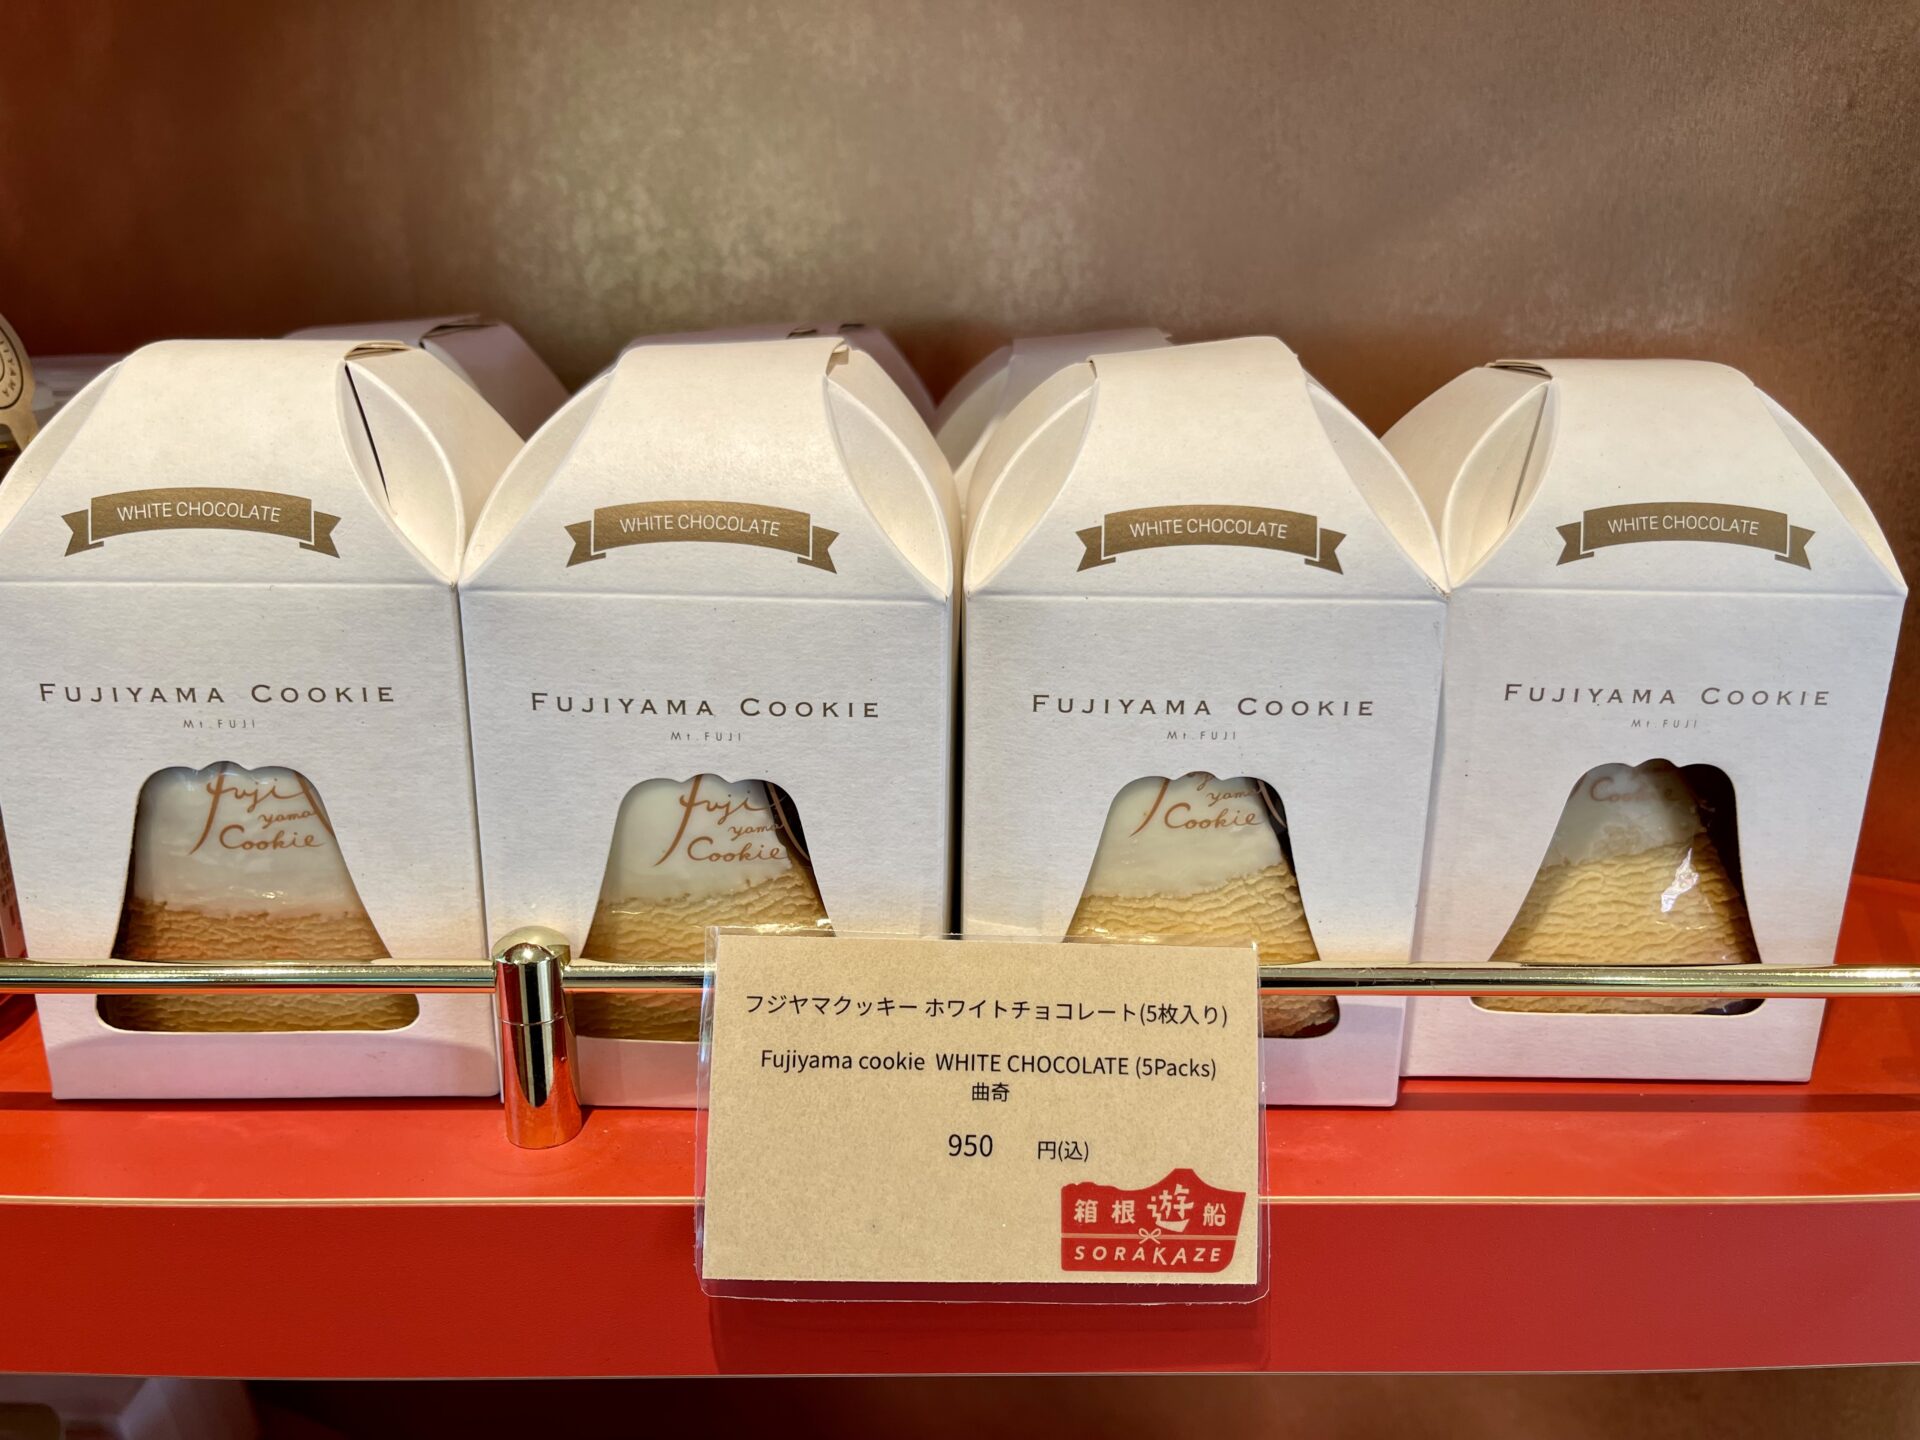 WHITE CHOCOLATE
FUJIYAMA COOKIE
Mt.FUJI
fuji
yama
Cookie
WHITE CHOCOLATE
FUJIYAMA COOKIE
Mt.FUJI
fuji
yama
Cookie
WHITE CHOCOLATE
FUJIYAMA COOKIE
Mt.FUJI
yama
Cookie
WHITE CHOCOLATE
FUJIYAMA COOKIE
Mt.FUJI
Cookie
フジヤマクッキー ホワイトチョコレート(5枚入り)
Fujiyama cookie WHITE CHOCOLATE (5Packs)
曲奇
950 円(込)
箱根遊船
SORAKAZE